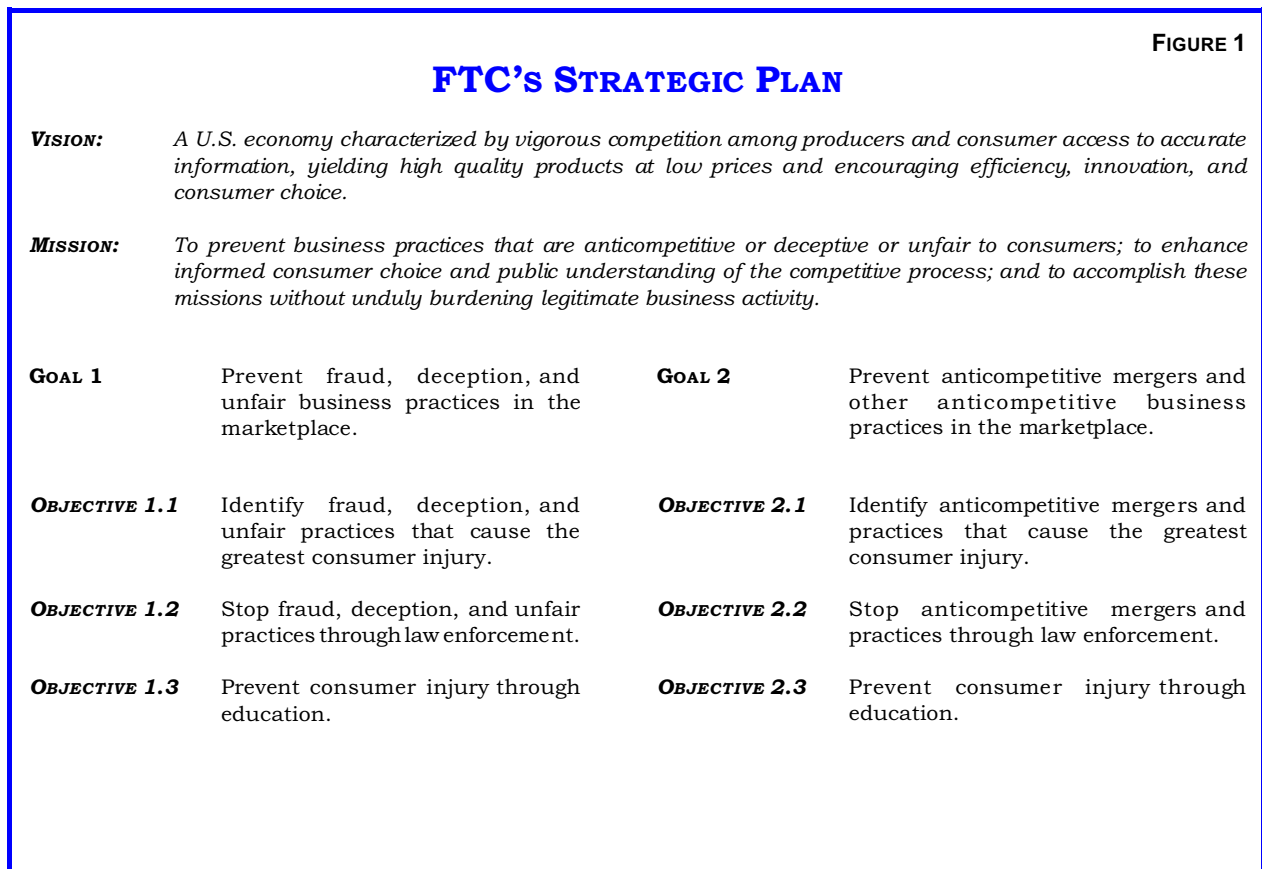 FIGURE 1
FTC'S STRATEGIC PLAN
VISION: A U.S. economy characterized by vigorous competition among producers and consumer access to accurate
information, yielding high quality products at low prices and encouraging efficiency, innovation, and
consumer choice.
MISSION: To prevent business practices that are anticompetitive or deceptive or unfair to consumers; to enhance
informed consumer choice and public understanding of the competitive process; and to accomplish these
missions without unduly burdening legitimate business activity.
GOAL 1 Prevent fraud, deception, and
unfair business practices in the
marketplace.
GOAL 2 Prevent anticompetitive mergers and
other anticompetitive business
practices in the marketplace.
OBJECTIVE 1.1 Identify fraud, deception, and
unfair practices that cause the
greatest consumer injury.
OBJECTIVE 2.1 Identify anticompetitive mergers and
practices that cause the greatest
consumer injury.
OBJECTIVE 1.2 Stop fraud, deception, and unfair
practices through law enforcement.
OBJECTIVE 2.2 Stop anticompetitive mergers and
practices through law enforcement.
OBJECTIVE 1.3 Prevent consumer injury through
education.
OBJECTIVE 2.3 Prevent consumer injury through
education.